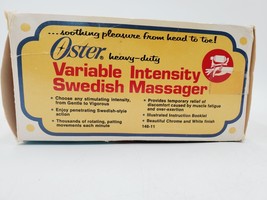 ...soothing pleasure from head to toe!
Oster heavy-duty
Variable Intensity
Swedish Massager
• Choose any stimulating intensity, from Gentle to Vigorous
• Enjoy penetrating Swedish-style action
• Thousands of rotating, patting movements each minute
• Provides temporary relief of discomfort caused by muscle fatigue and over-exertion
Illustrated Instruction Booklet
• Beautiful Chrome and White finish
146-11